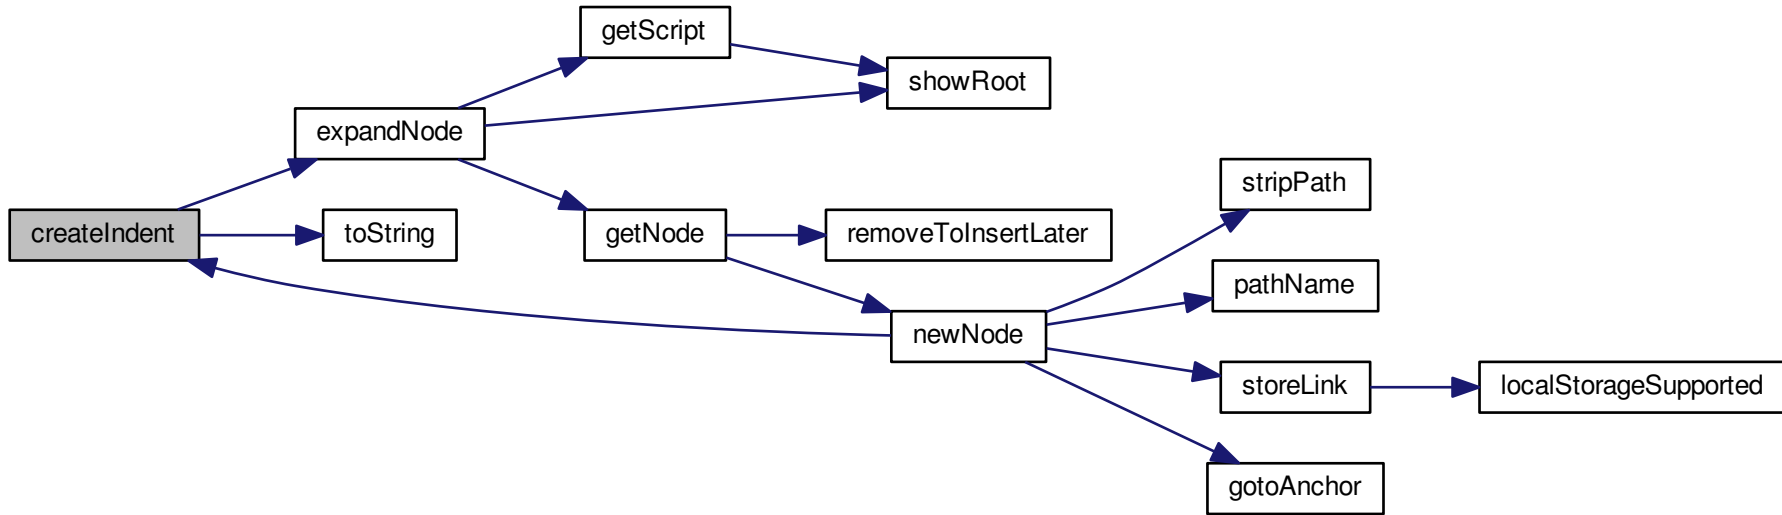 getScript
showRoot
expandNode
stripPath
createIndent
toString
getNode
removeToInsertLater
pathName
newNode
storeLink
localStorageSupported
gotoAnchor